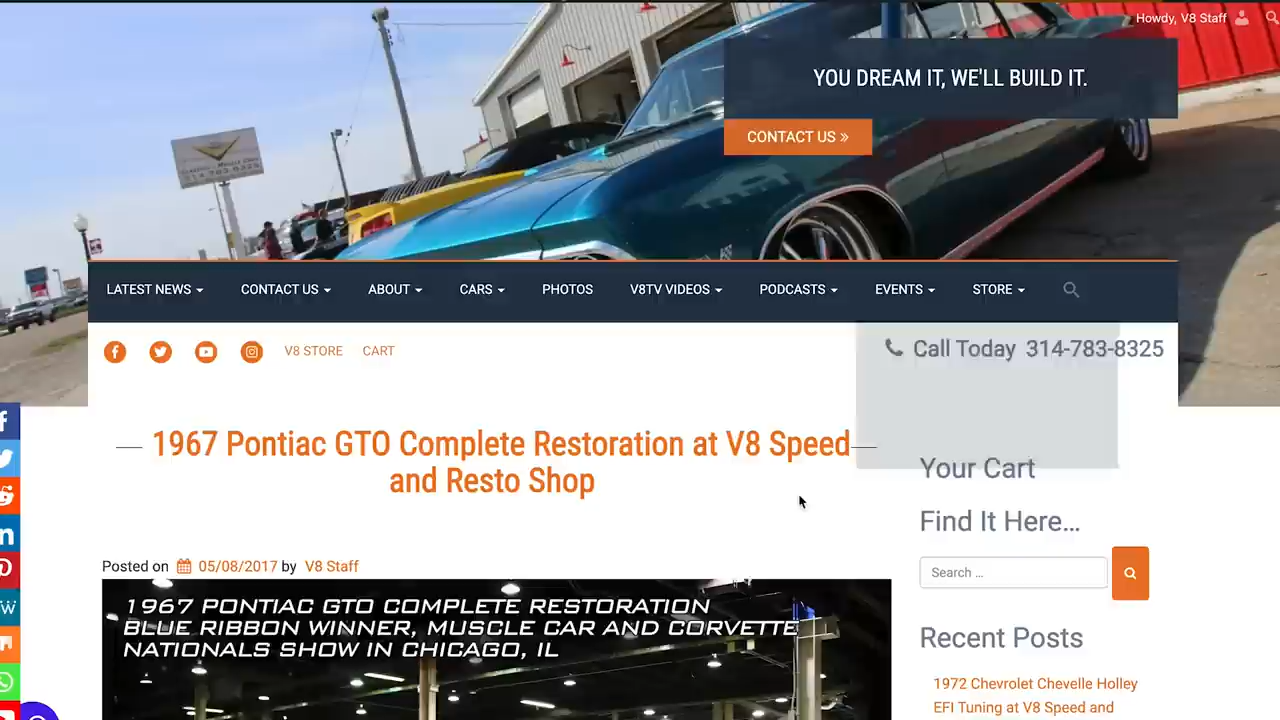 Howdy, V8 Staff
YOU DREAM IT, WE'LL BUILD IT.
CONTACT US »
LATEST NEWS
CONTACT US
ABOUT
CARS
PHOTOS
V8TV VIDEOS
PODCASTS
EVENTS
STORE
V8 STORE
CART
Call Today 314-783-8325
1967 Pontiac GTO Complete Restoration at V8 Speed
and Resto Shop
Posted on 05/08/2017 by V8 Staff
1967 PONTIAC GTO COMPLETE RESTORATION
BLUE RIBBON WINNER, MUSCLE CAR AND CORVETTE
NATIONALS SHOW IN CHICAGO, IL
Your Cart
Find It Here...
Search ...
Recent Posts
1972 Chevrolet Chevelle Holley
EFI Tuning at V8 Speed and